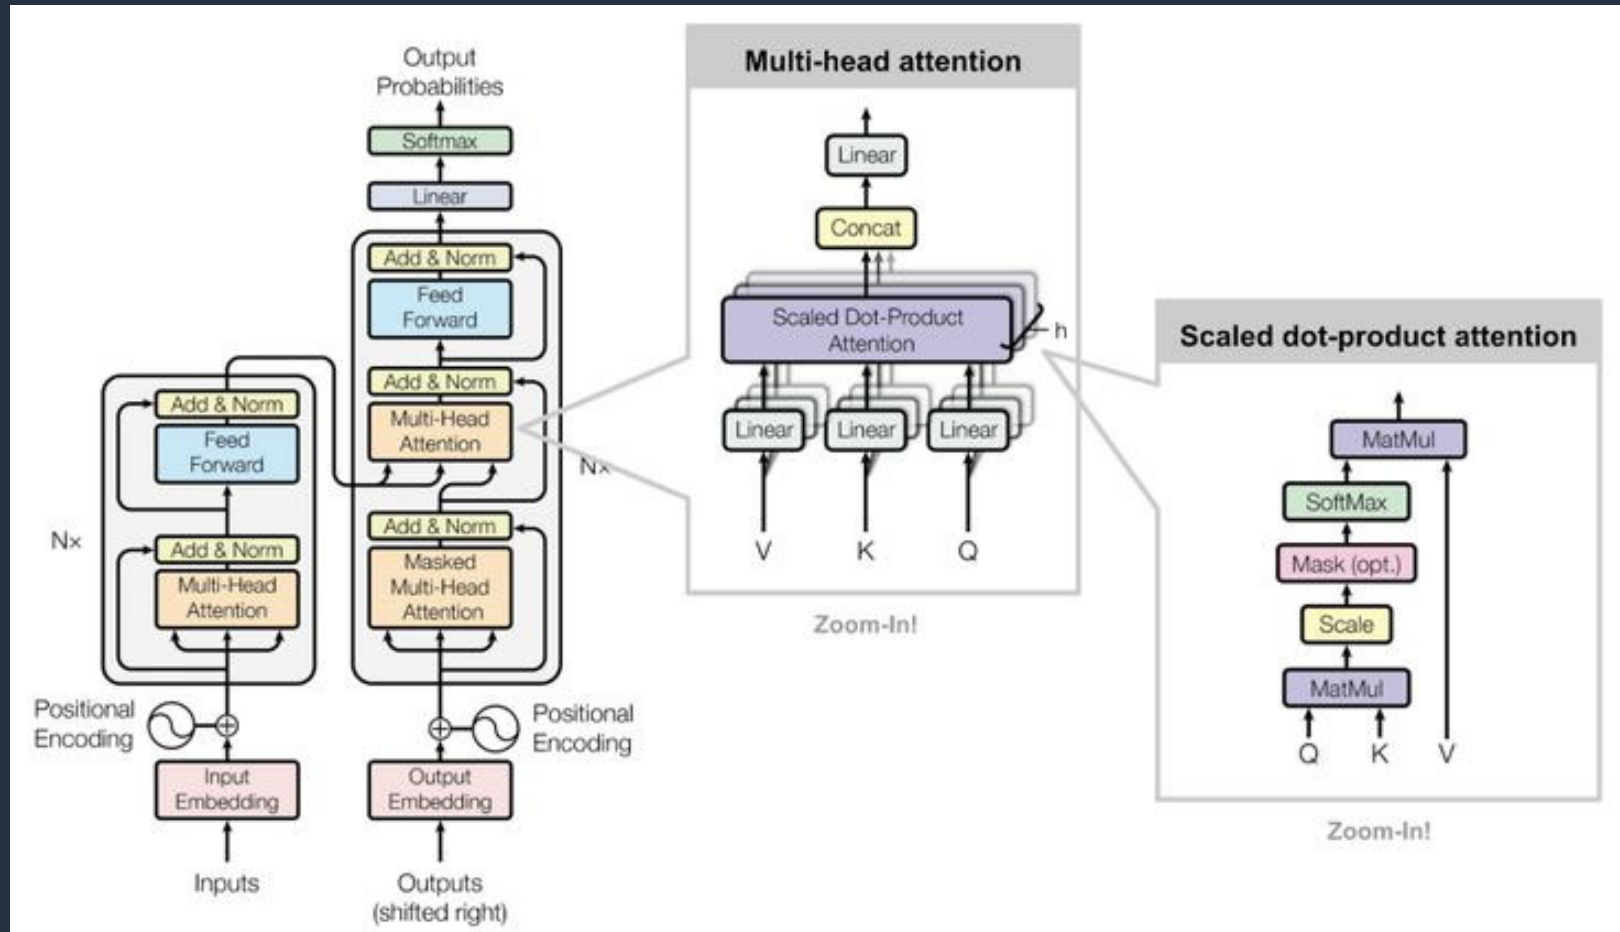 Output
Probabilities
Softmax
Linear
Add & Norm
Feed
Forward
Add & Norm
Multi-Head
Attention
Add & Norm
Masked
Multi-Head
Attention
Nx
Add & Norm
Feed
Forward
Add & Norm
Multi-Head
Attention
Nx
Positional
Encoding
Positional
Encoding
Input
Embedding
Output
Embedding
Inputs
Outputs
(shifted right)
Multi-head attention
Linear
Concat
Scaled Dot-Product
Attention
h
Linear Linear Linear
V K Q
Zoom-In!
Scaled dot-product attention
MatMul
SoftMax
Mask (opt.)
Scale
MatMul
Q K V
Zoom-In!